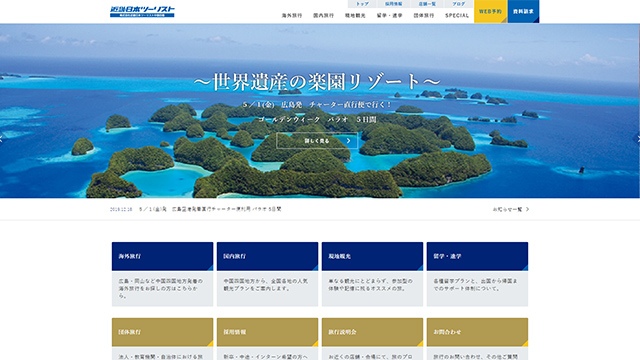 トップ 採用情報 店舗一覧 ブログ
近畿日本ツーリスト
海外旅行 国内旅行 現地観光 留学・進学 団体旅行 SPECIAL WEB予約 資料請求
～世界遺産の楽園リゾート～
5／1(金) 広島発 チャーター直行便で行く！
ゴールデンウィーク パラオ 5日間
詳しく見る
5／1(金)発 広島空港発着直行チャーター便利用 パラオ 5日間 お知らせ一覧
海外旅行 国内旅行 現地観光 留学・進学
広島・岡山など中国四国地方発着の
海外旅行をお探しの方はこちらか
ら。
中国四国地方から、全国各地の人気
観光プランをご案内します。
単なる観光にとどまらず、参加型の
体験や記憶に残るオススメの旅。
各種留学プランと、出国から帰国ま
でのサポート体制について。
団体旅行 採用情報 旅行説明会 お問合わせ
法人・教育機関・自治体における旅
新卒・中途・インターン希望の方へ
お近くの店舗・会場にて、旅のプロ
旅行のお問い合わせ、その他ご質問